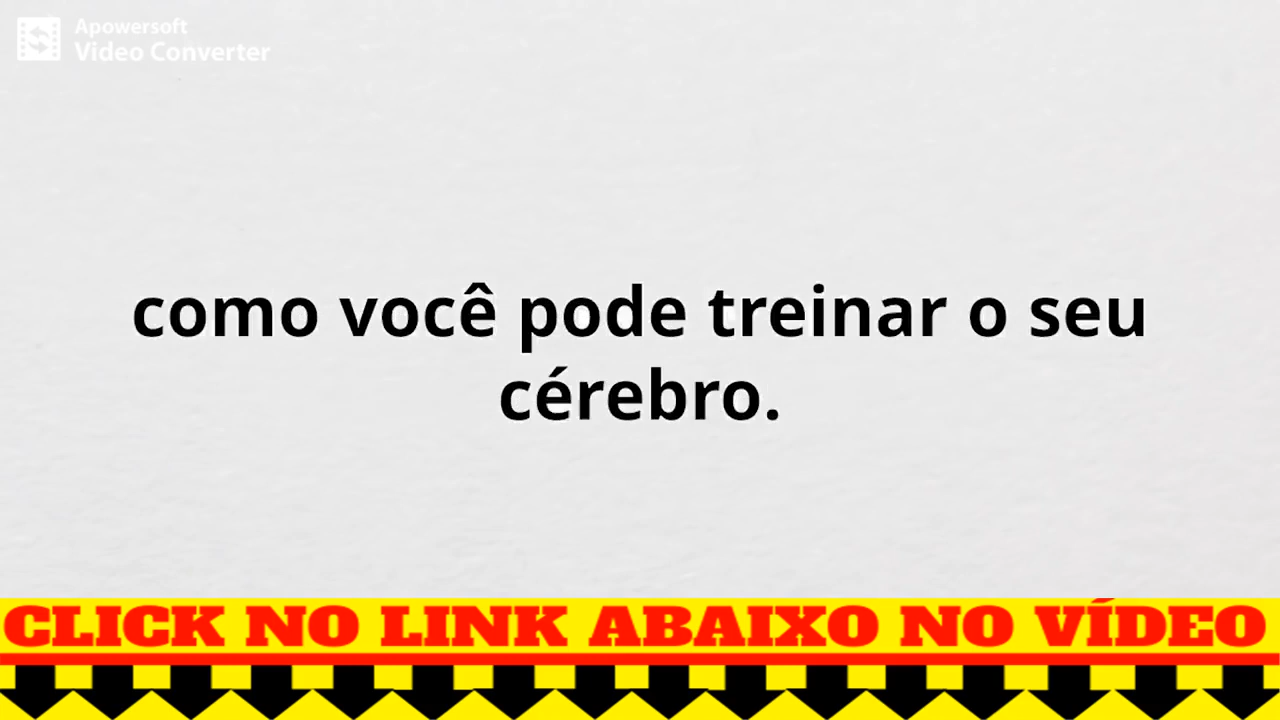 Apowersoft
Video Converter
como você pode treinar o seu
cérebro.
CLICK NO LINK ABAIXO NO VÍDEO